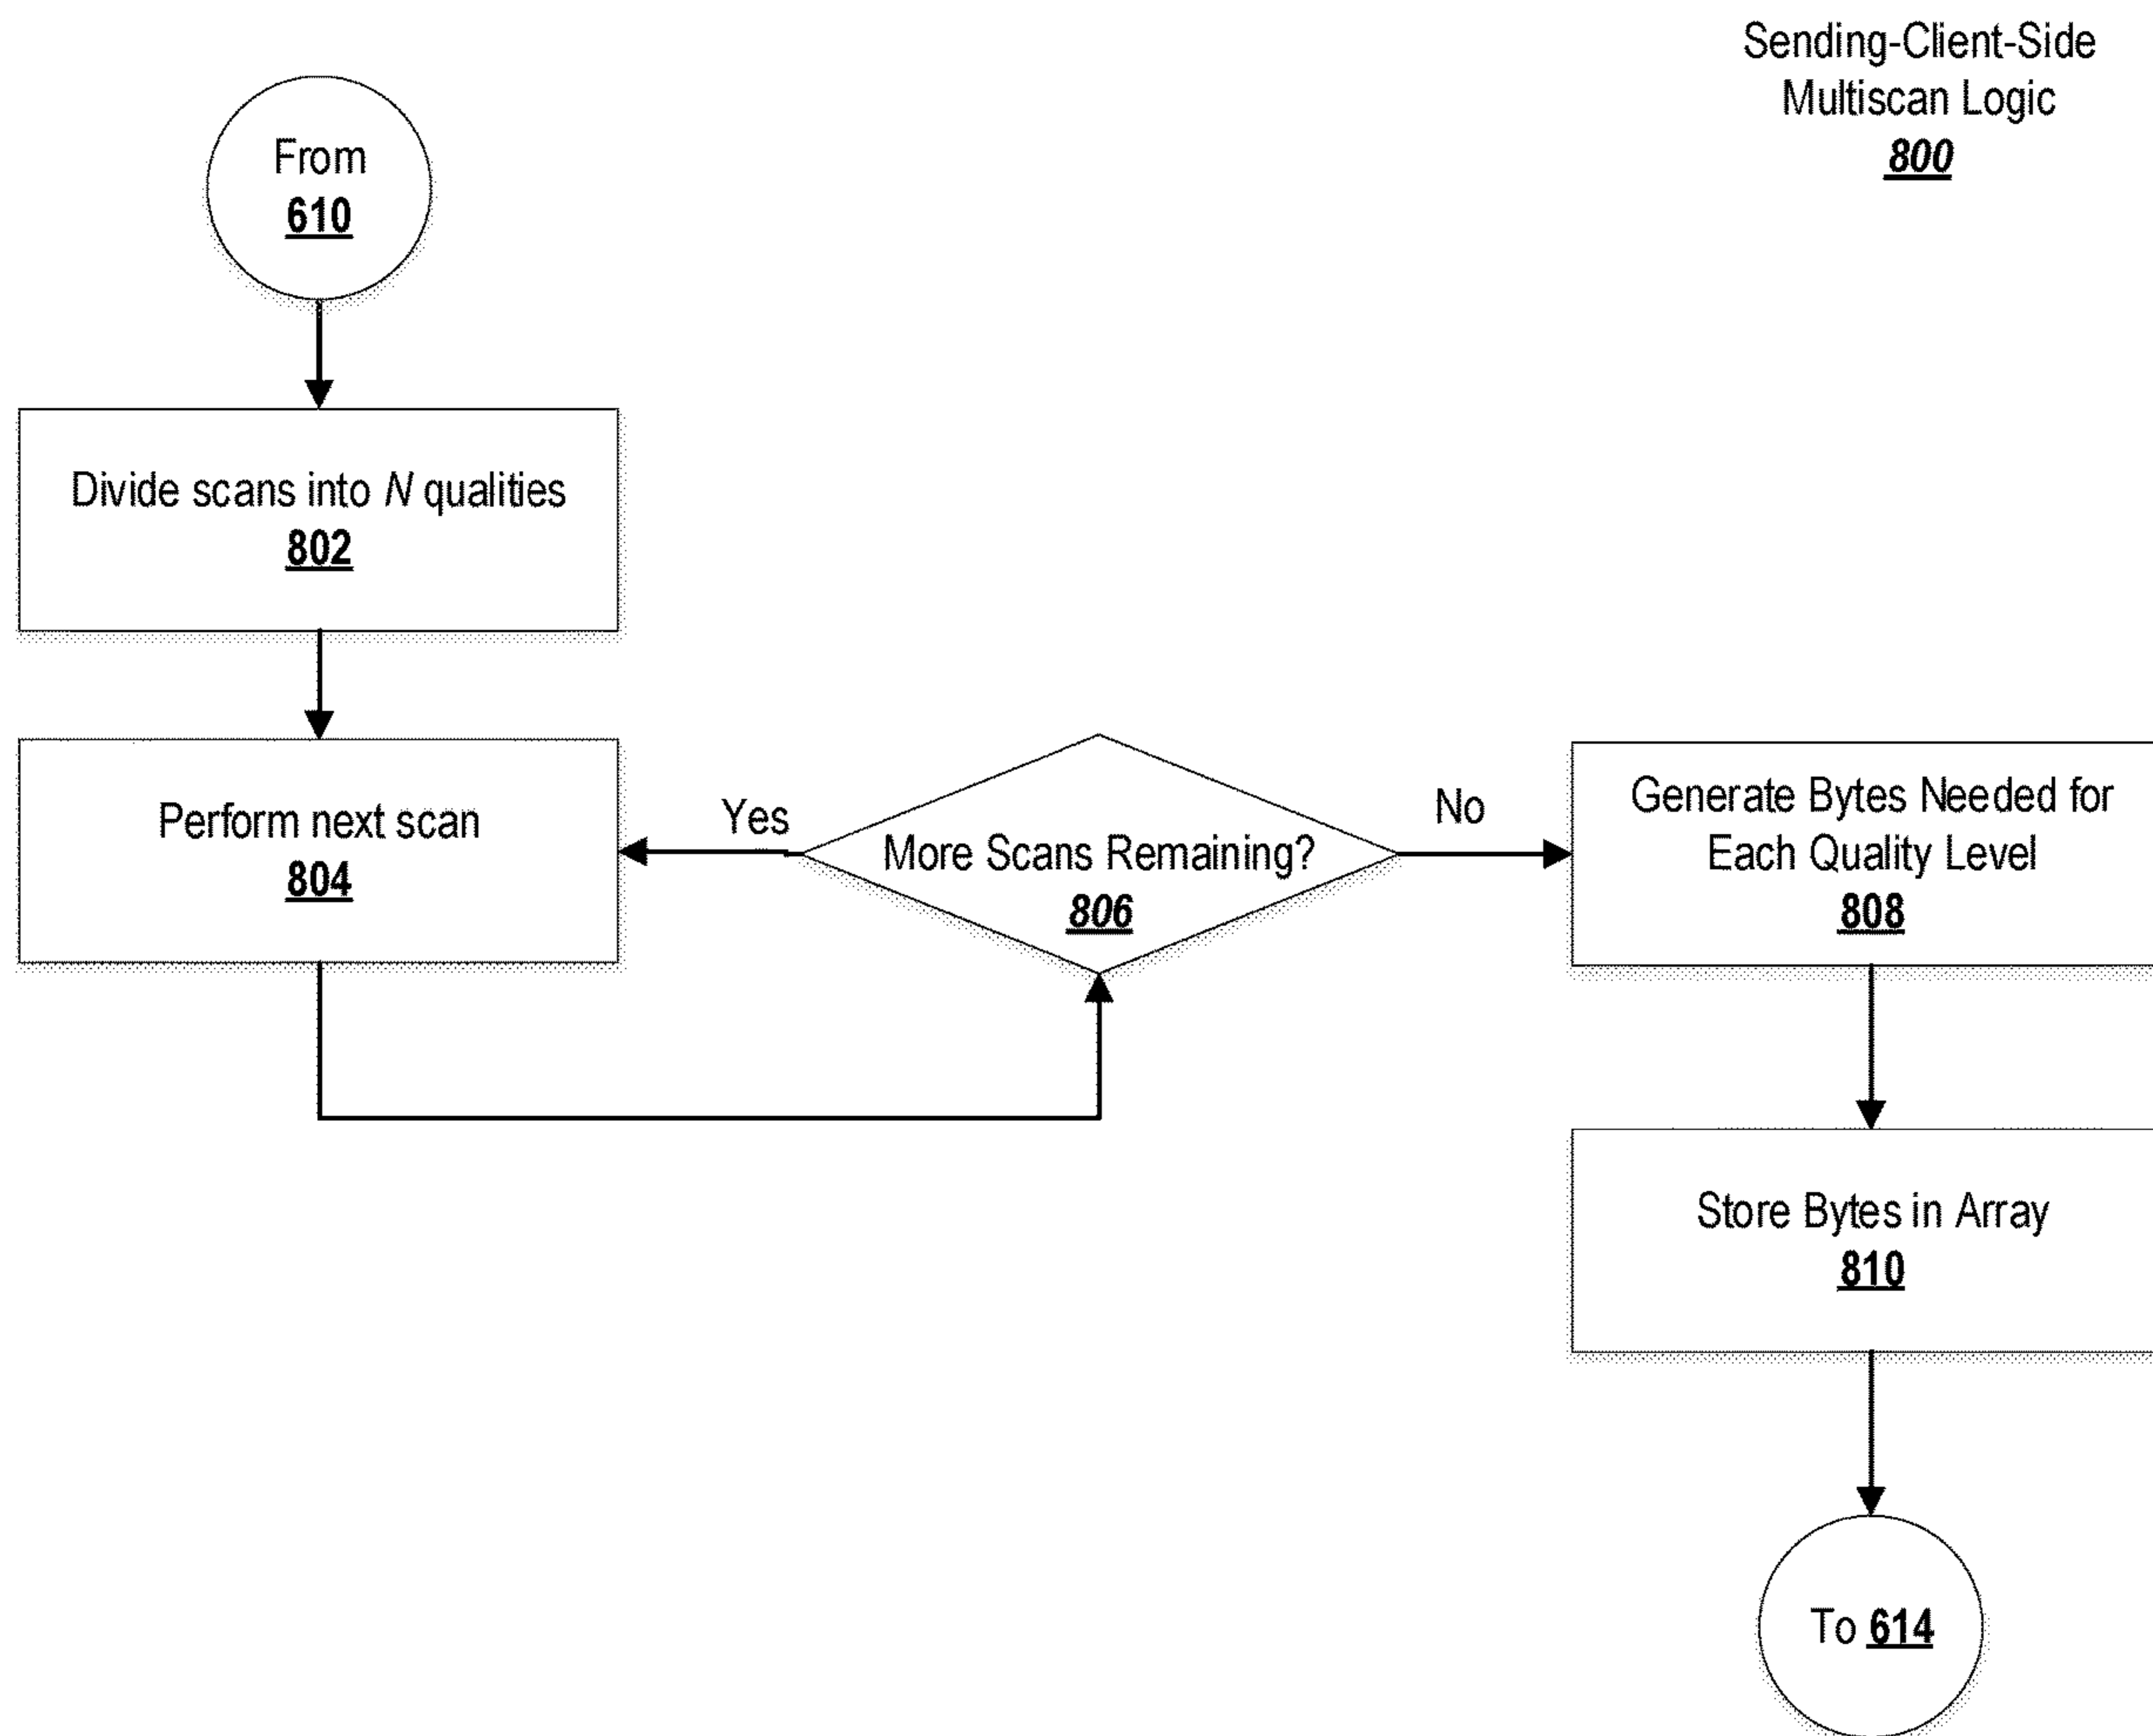 Sending-Client-Side
Multiscan Logic
800
From
610
Divide scans into N qualities
802
Perform next scan
804
Yes
More Scans Remaining?
806
No
Generate Bytes Needed for
Each Quality Level
808
Store Bytes in Array
810
To 614